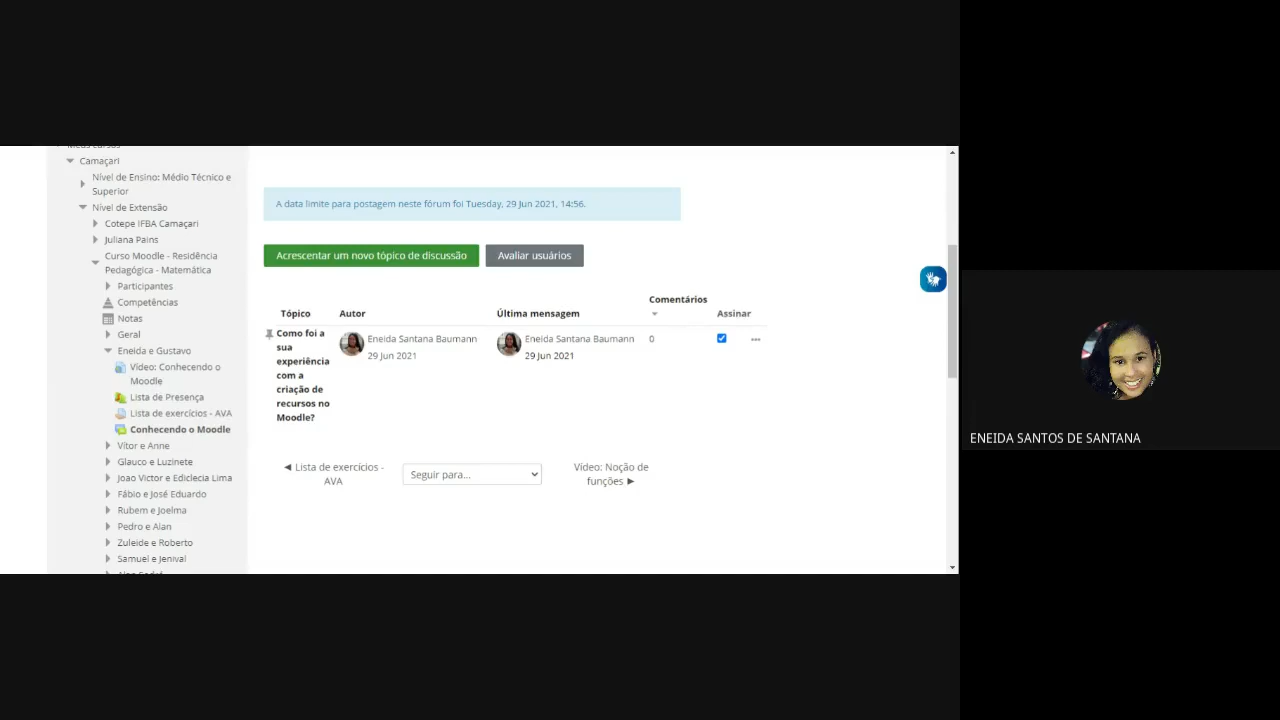 Meus cursos
Camaçari
Nível de Ensino: Médio Técnico e
Superior
Nível de Extensão
Cotepe IFBA Camaçari
Juliana Pains
Curso Moodle - Residência
Pedagógica - Matemática
Participantes
Competências
Notas
Geral
Eneida e Gustavo
Vídeo: Conhecendo o
Moodle
Lista de Presença
Lista de exercícios - AVA
Conhecendo o Moodle
Vítor e Anne
Glauco e Luzinete
Joao Victor e Ediclecia Lima
Fábio e José Eduardo
Rubem e Joelma
Pedro e Alan
Zuleide e Roberto
Samuel e Jenival
A data limite para postagem neste fórum foi Tuesday, 29 Jun 2021, 14:56.
Acrescentar um novo tópico de discussão
Avaliar usuários
Tópico
Autor
Última mensagem
Comentários
Assinar
Como foi a
sua
experiência
com a
criação de
recursos no
Moodle?
Eneida Santana Baumann
29 Jun 2021
Eneida Santana Baumann
29 Jun 2021
0
◄ Lista de exercícios -
AVA
Seguir para...
Vídeo: Noção de
funções ►
ENEIDA SANTOS DE SANTANA